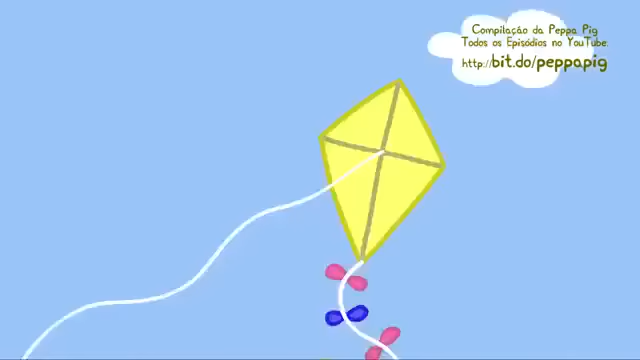 Compilação da Peppa Pig
Todos os Episódios no YouTube:
http://bit.do/peppapig